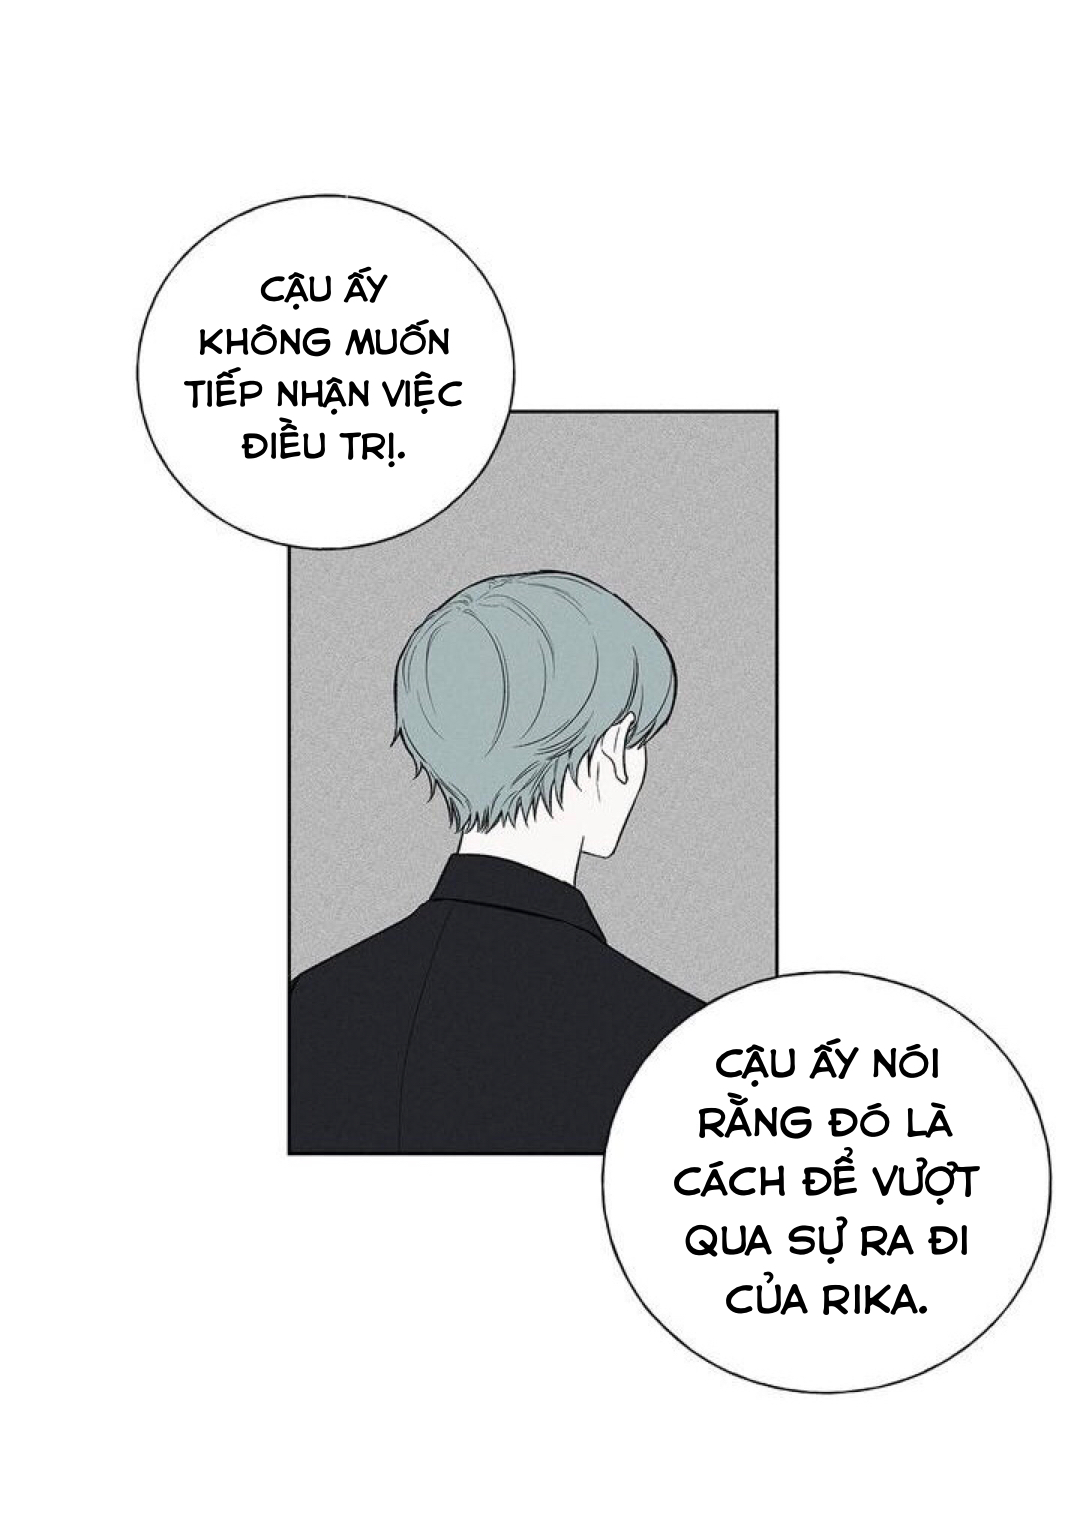 CẬU ẤY
KHÔNG MUỐN
TIẾP NHẬN VIỆC
ĐIỀU TRỊ.
CẬU ẤY NÓI
RẰNG ĐÓ LÀ
CÁCH ĐỂ VƯỢT
QUA SỰ RA ĐI
CỦA RIKA.